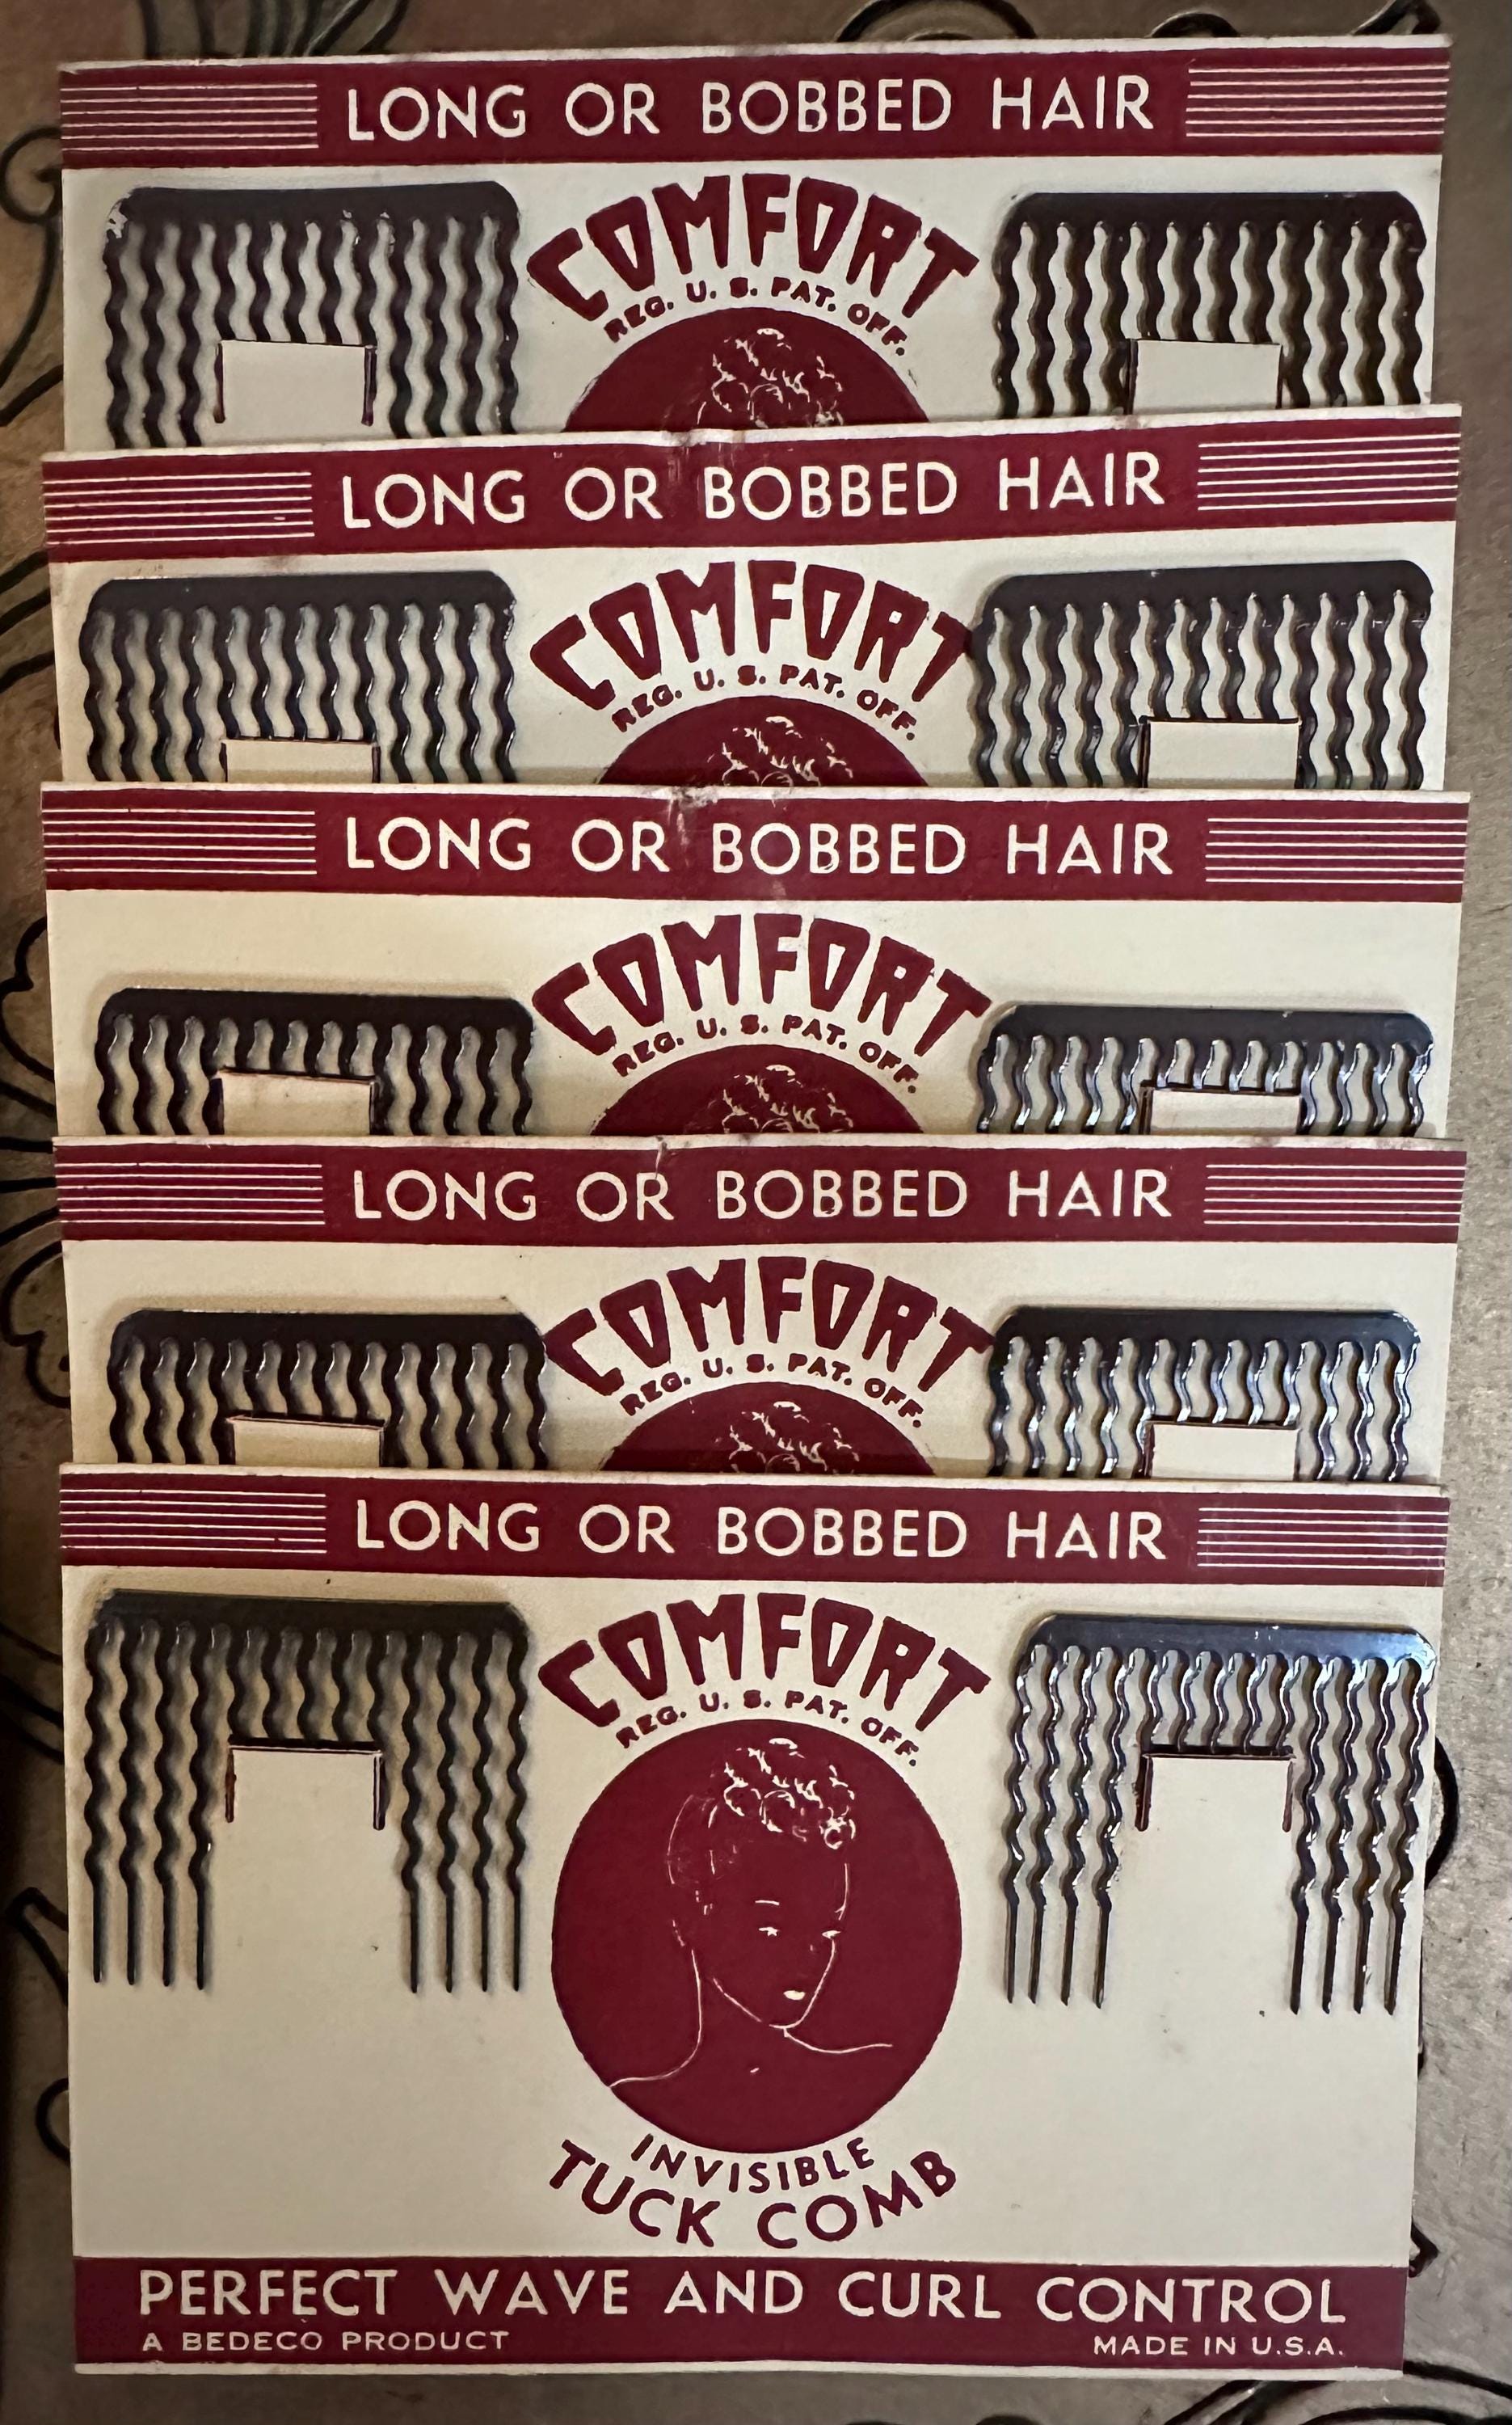 LONG OR BOBBED HAIR
COMFORT
REG. U. S. PAT. OFF.
LONG OR BOBBED HAIR
COMFORT
REG. U. S. PAT. OFF.
LONG OR BOBBED HAIR
COMFORT
REG. U. S. PAT. OFF.
LONG OR BOBBED HAIR
COMFORT
REG. U. S. PAT. OFF.
LONG OR BOBBED HAIR
COMFORT
REG. U. S. PAT. OFF.
INVISIBLE
TUCK COMB
PERFECT WAVE AND CURL CONTROL
A BEDECO PRODUCT MADE IN U.S.A.